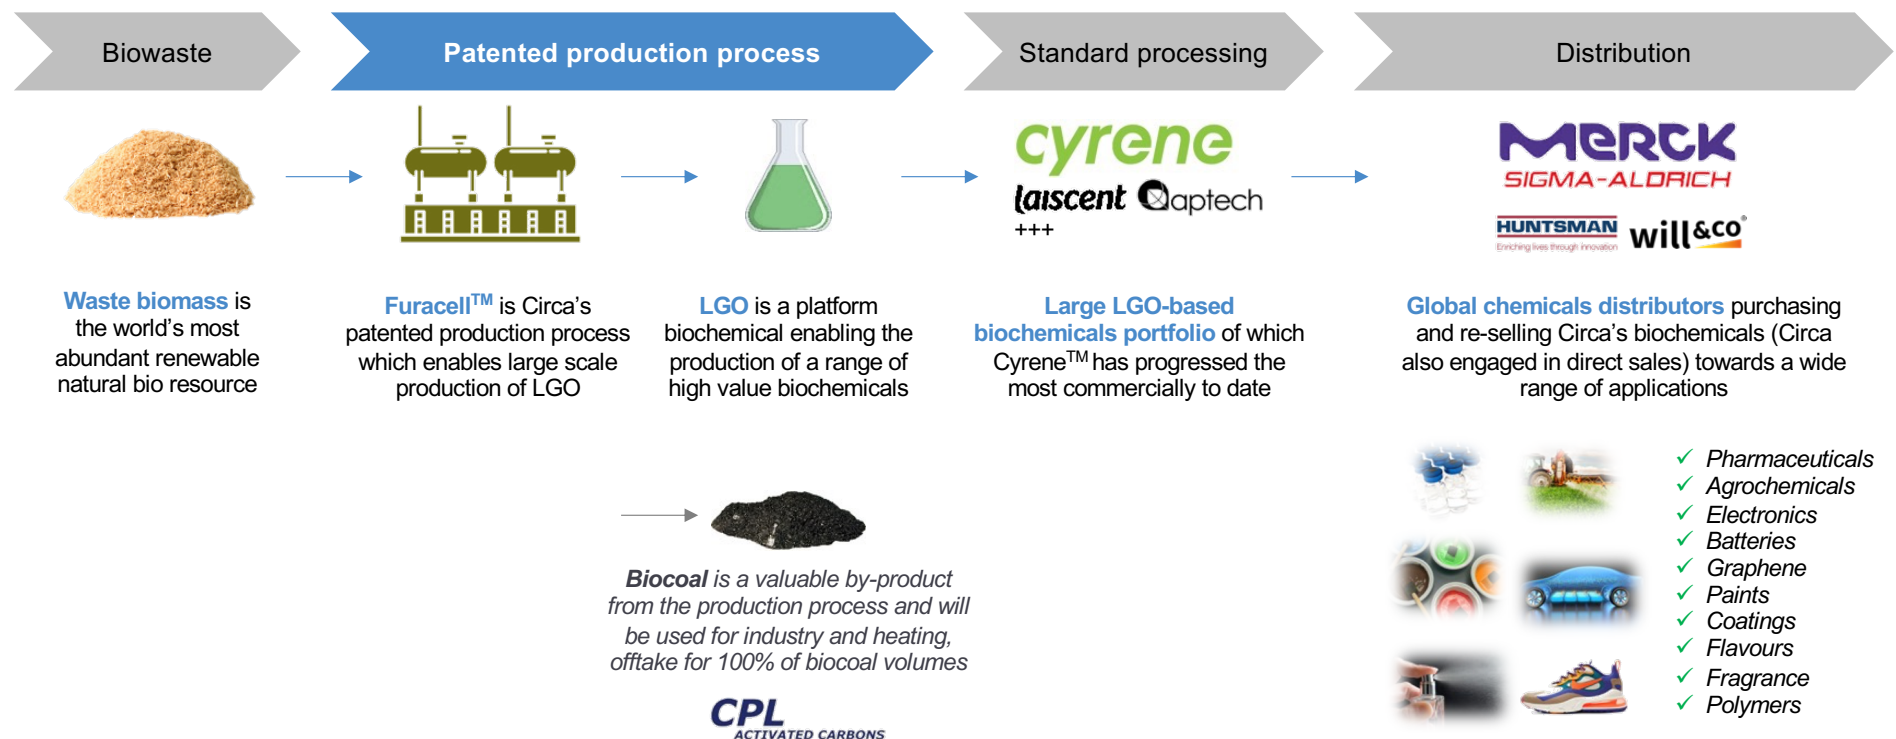 Biowaste
Patented production process
Standard processing
Distribution
cyrene
laiscent
aptech
+++
MERCK
SIGMA-ALDRICH
HUNTSMAN
Enriching lives through innovation
will&co®
Waste biomass is
the world’s most
abundant renewable
natural bio resource
Furacell™ is Circa’s
patented production process
which enables large scale
production of LGO
LGO is a platform
biochemical enabling the
production of a range of
high value biochemicals
Large LGO-based
biochemicals portfolio of which
Cyrene™ has progressed the
most commercially to date
Global chemicals distributors purchasing
and re-selling Circa’s biochemicals (Circa
also engaged in direct sales) towards a wide
range of applications
Biocoal is a valuable by-product
from the production process and will
be used for industry and heating,
offtake for 100% of biocoal volumes
CPL
ACTIVATED CARBONS
✓ Pharmaceuticals
✓ Agrochemicals
✓ Electronics
✓ Batteries
✓ Graphene
✓ Paints
✓ Coatings
✓ Flavours
✓ Fragrance
✓ Polymers